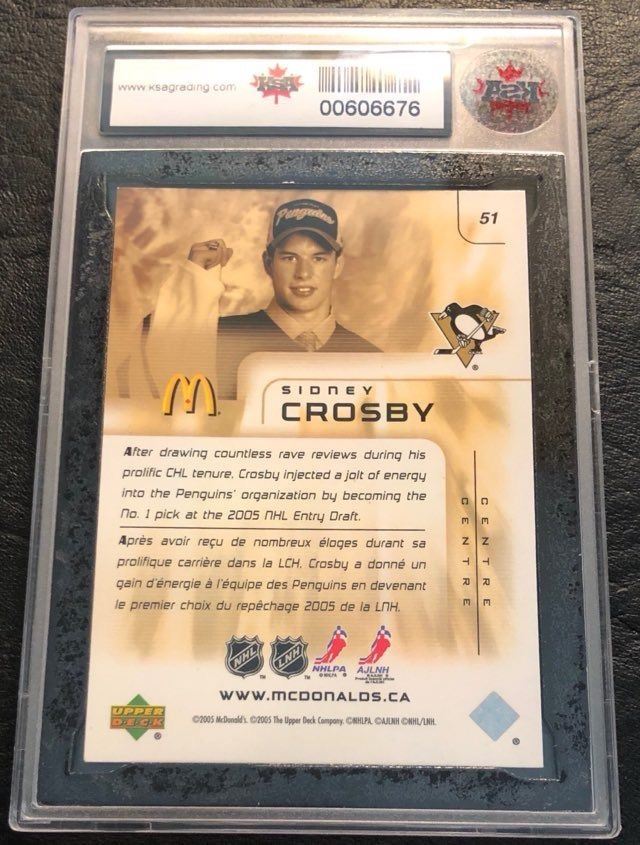 www.ksagrading.com
KSA
00606676
KSA
Penguins
51
SIDNEY
CROSBY
After drawing countless rave reviews during his
prolific CHL tenure, Crosby injected a jolt of energy
into the Penguins' organization by becoming the
No. 1 pick at the 2005 NHL Entry Draft.
Après avoir reçu de nombreux éloges durant sa
prolifique carrière dans la LCH, Crosby a donné un
gain d'énergie à l'équipe des Penguins en devenant
le premier choix du repêchage 2005 de la LNH.
CENTRE
CENTRE
NHL
LNH
NHLPA
© NHLPA
AJLNH
WWW.MCDONALDS.CA
UPPER
DECK
©2005 McDonald's. ©2005 The Upper Deck Company. ©NHLPA. ©AJLNH ©NHL/LNH.